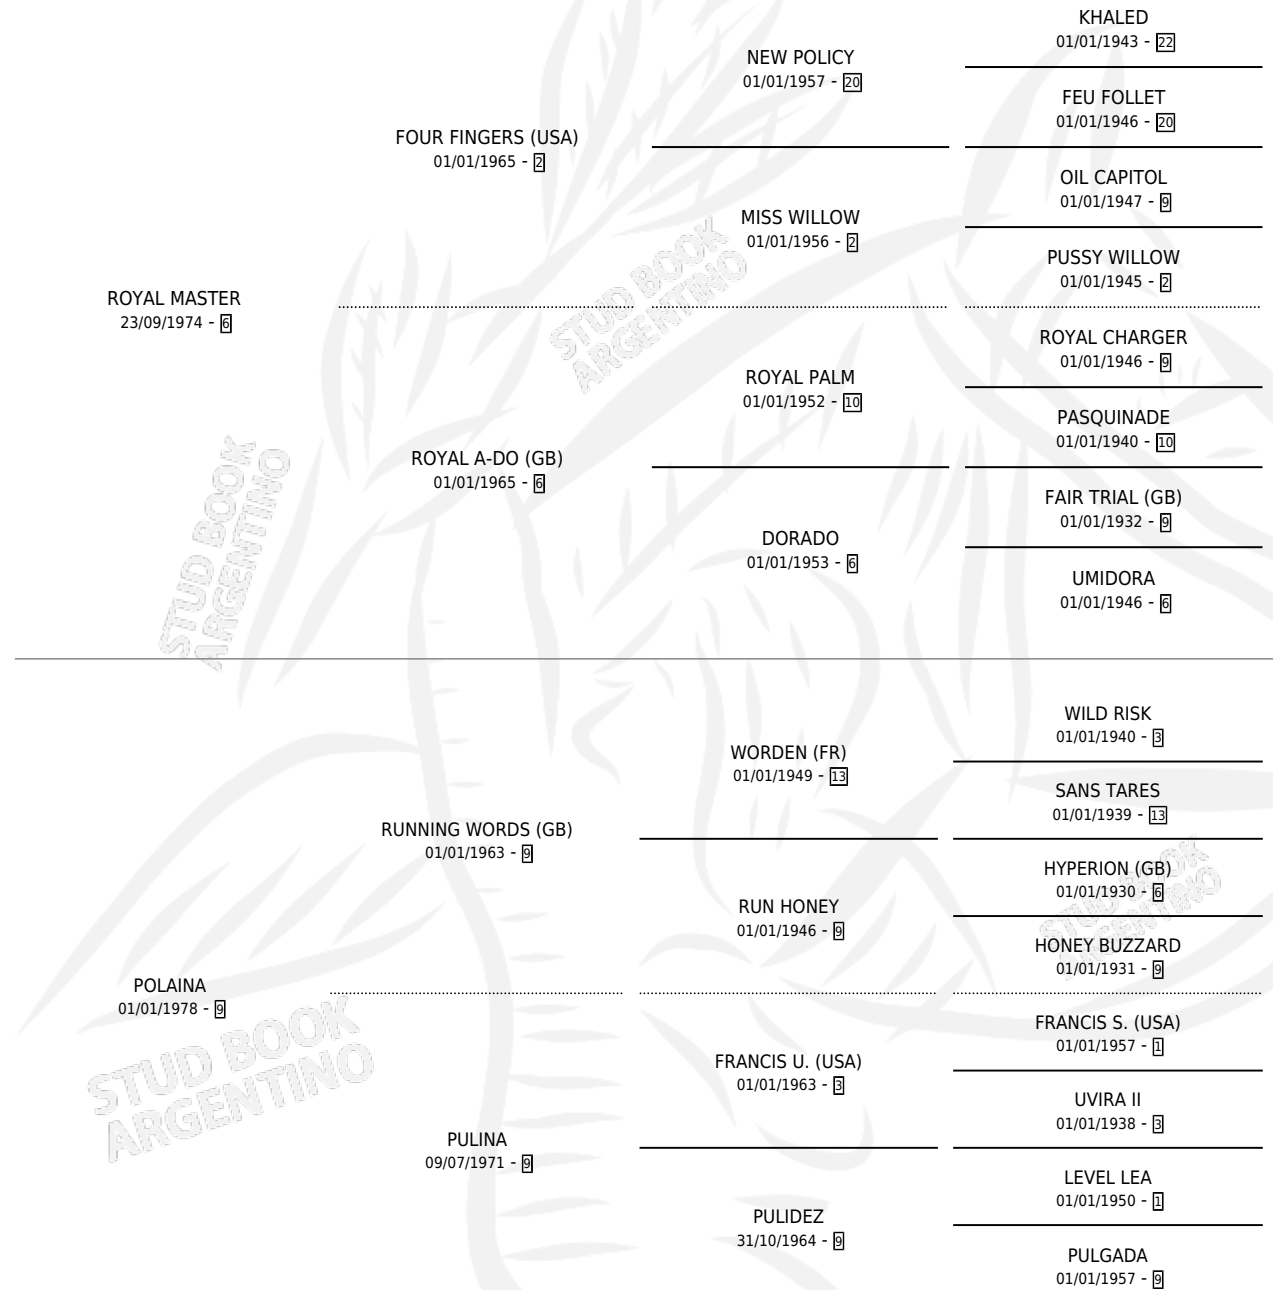 KHALED
01/01/1943 - 22
NEW POLICY
01/01/1957 - 20
FEU FOLLET
01/01/1946 - 20
FOUR FINGERS (USA)
01/01/1965 - 2
OIL CAPITOL
01/01/1947 - 9
MISS WILLOW
01/01/1956 - 2
PUSSY WILLOW
01/01/1945 - 2
ROYAL MASTER
23/09/1974 - 6
STUD BOOK
ARGENTINO
ROYAL CHARGER
01/01/1946 - 9
ROYAL PALM
01/01/1952 - 10
PASQUINADE
01/01/1940 - 10
ROYAL A-DO (GB)
01/01/1965 - 6
FAIR TRIAL (GB)
01/01/1932 - 9
DORADO
01/01/1953 - 6
UMIDORA
01/01/1946 - 6
STUD BOOK
ARGENTINO
WILD RISK
01/01/1940 - 3
WORDEN (FR)
01/01/1949 - 13
SANS TARES
01/01/1939 - 13
RUNNING WORDS (GB)
01/01/1963 - 9
HYPERION (GB)
01/01/1930 - 6
RUN HONEY
01/01/1946 - 9
HONEY BUZZARD
01/01/1931 - 9
STUD BOOK
ARGENTINO
POLAINA
01/01/1978 - 9
FRANCIS S. (USA)
01/01/1957 - 1
FRANCIS U. (USA)
01/01/1963 - 3
UVIRA II
01/01/1938 - 3
STUD BOOK
ARGENTINO
PULINA
09/07/1971 - 9
LEVEL LEA
01/01/1950 - 1
PULIDEZ
31/10/1964 - 9
PULGADA
01/01/1957 - 9